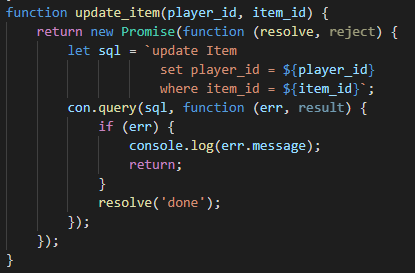 function update_item(player_id, item_id) {
    return new Promise(function (resolve, reject) {
        let sql = `update Item
                    set player_id = ${player_id}
                    where item_id = ${item_id}`;
        con.query(sql, function (err, result) {
            if (err) {
                console.log(err.message);
                return;
            }
            resolve('done');
        });
    });
}